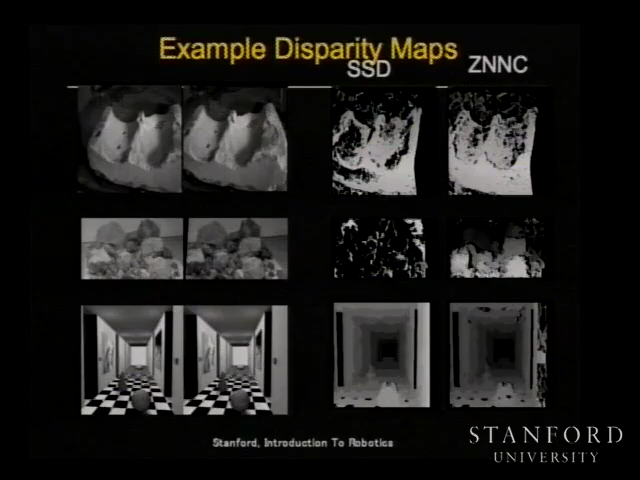 Example Disparity Maps
SSD
ZNNC
Stanford, Introduction To Robotics
STANFORD
UNIVERSITY